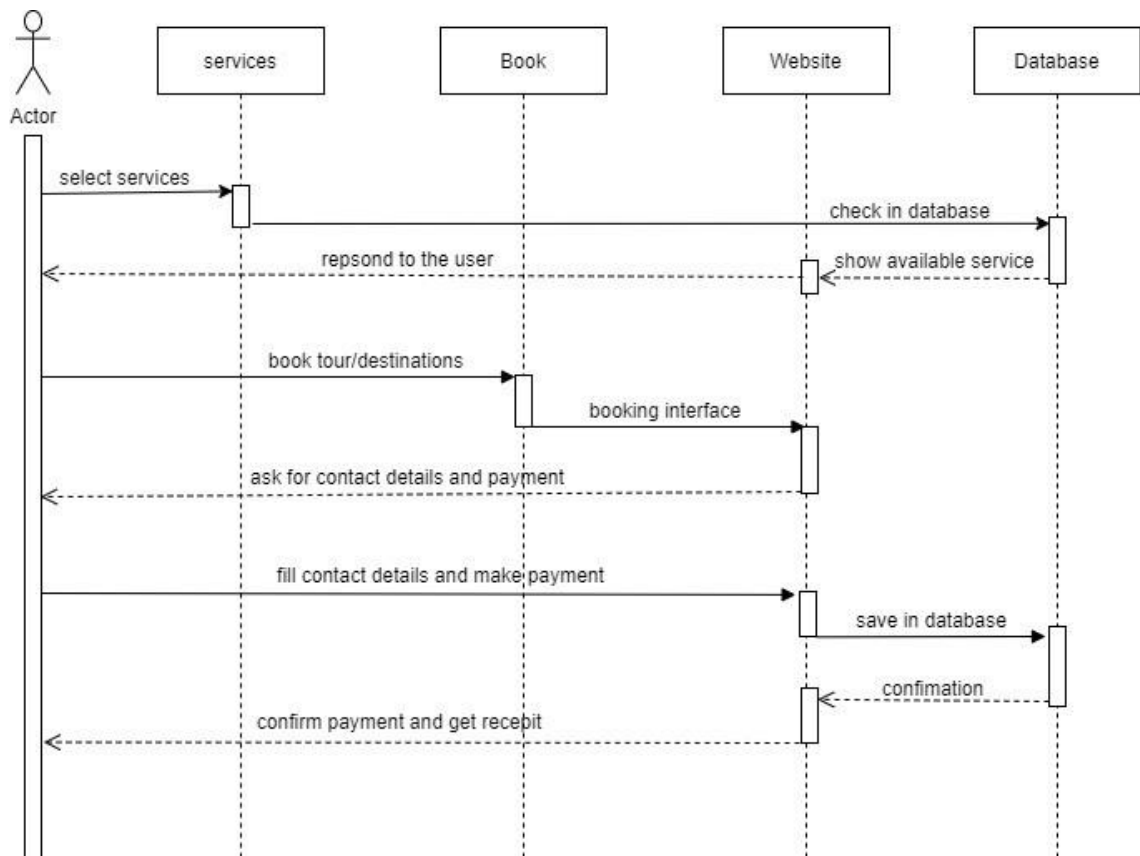 services
Book
Website
Database
Actor
select services
check in database
repsond to the user
show available service
book tour/destinations
booking interface
ask for contact details and payment
fill contact details and make payment
save in database
confimation
confirm payment and get recebit